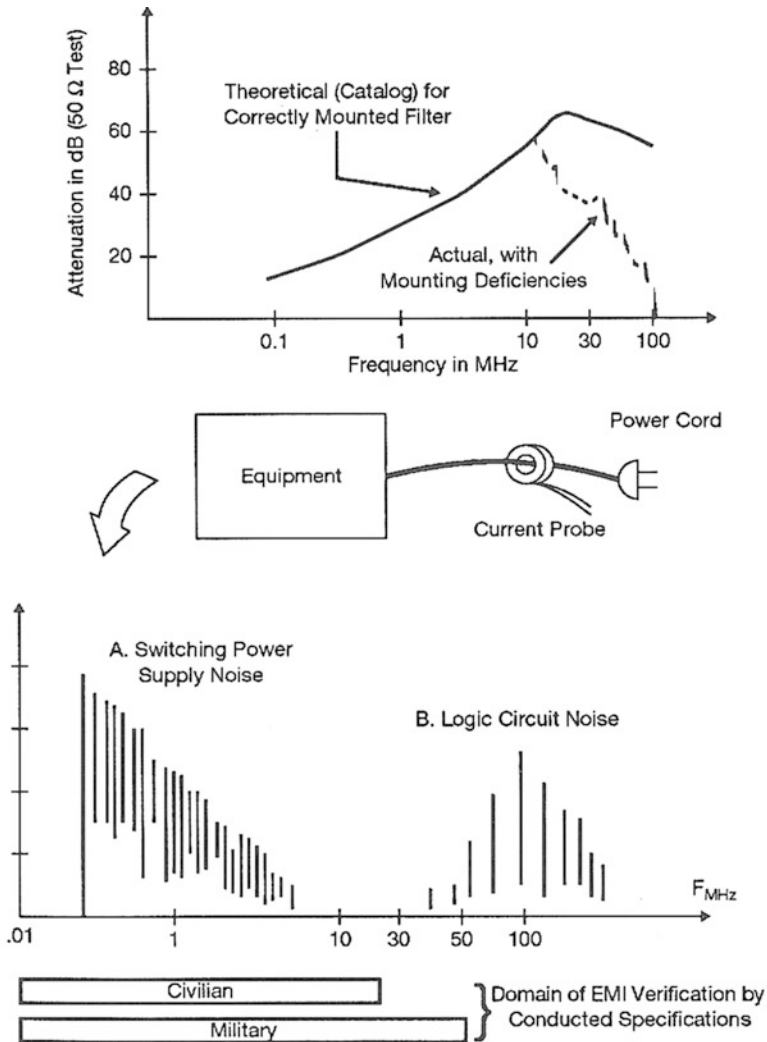 Attenuation in dB (50 Ω Test)
80
60
40
20
Theoretical (Catalog) for
Correctly Mounted Filter
Actual, with
Mounting Deficiencies
0.1
1
10
30
100
Frequency in MHz
Equipment
Power Cord
Current Probe
A. Switching Power
Supply Noise
B. Logic Circuit Noise
F MHz
.01
1
10
30
50
100
Civilian
Military
Domain of EMI Verification by
Conducted Specifications